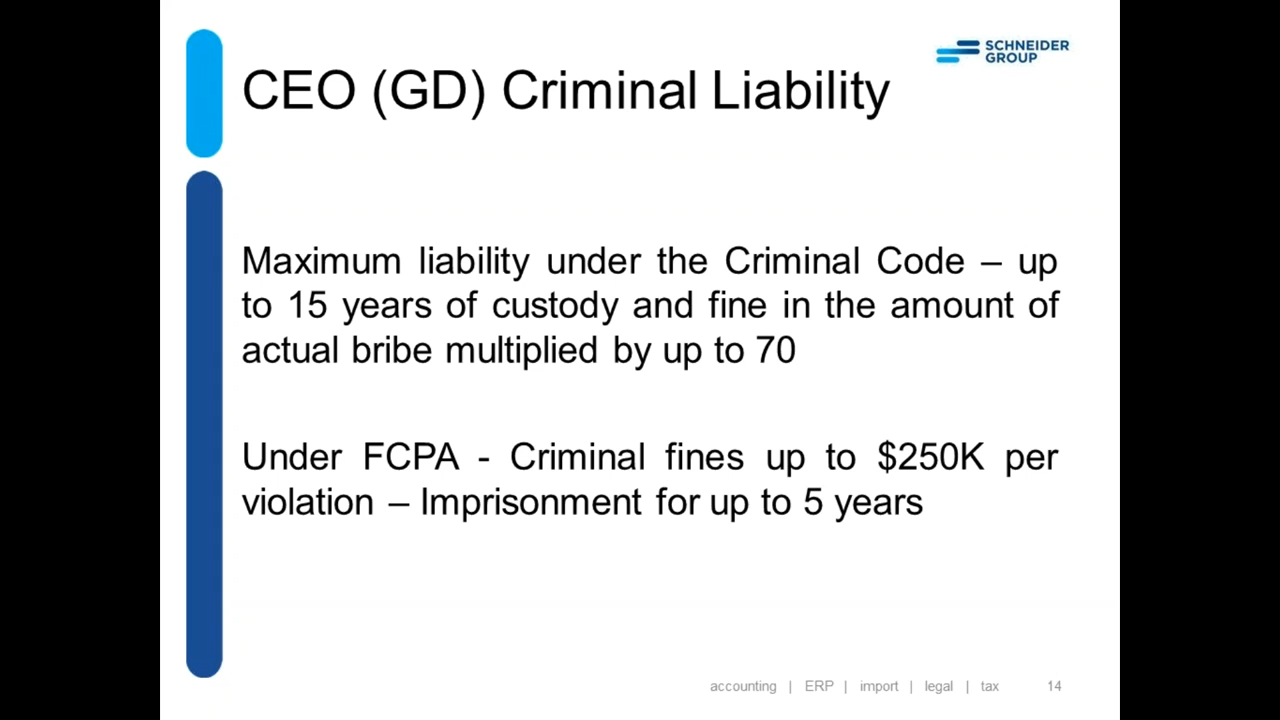 SCHNEIDER
GROUP
CEO (GD) Criminal Liability
Maximum liability under the Criminal Code – up
to 15 years of custody and fine in the amount of
actual bribe multiplied by up to 70
Under FCPA - Criminal fines up to $250K per
violation – Imprisonment for up to 5 years
accounting | ERP | import | legal | tax 14